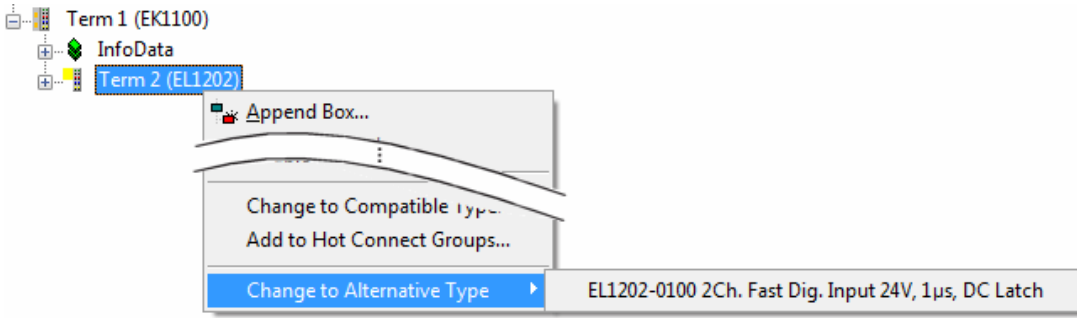 Term 1 (EK1100)
InfoData
Term 2 (EL1202)
Append Box...
Change to Compatible
Add to Hot Connect Groups...
Change to Alternative Type
EL1202-0100 2Ch. Fast Dig. Input 24V, 1µs, DC Latch